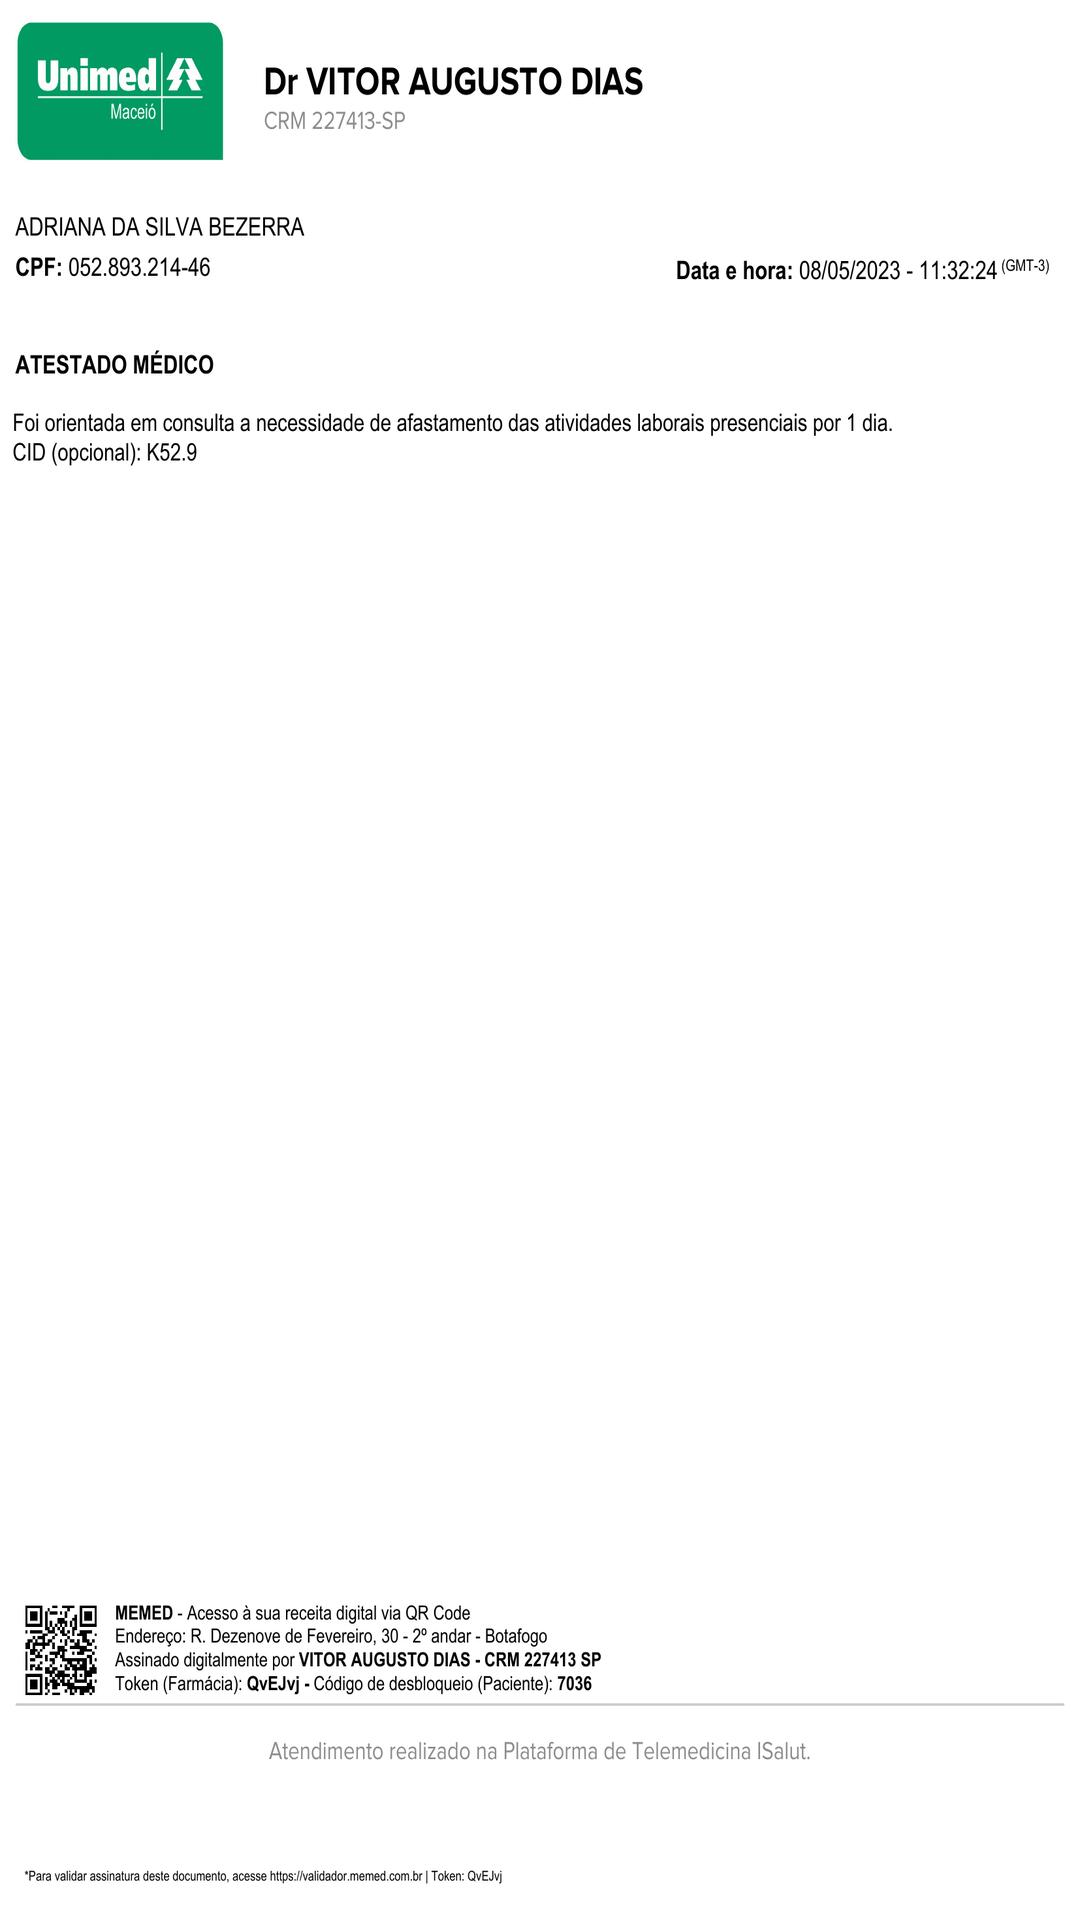 Unimed
Maceió
Dr VITOR AUGUSTO DIAS
CRM 227413-SP
ADRIANA DA SILVA BEZERRA
CPF: 052.893.214-46
Data e hora: 08/05/2023 - 11:32:24 (GMT-3)
ATESTADO MÉDICO
Foi orientada em consulta a necessidade de afastamento das atividades laborais presenciais por 1 dia.
CID (opcional): K52.9
MEMED - Acesso à sua receita digital via QR Code
Endereço: R. Dezenove de Fevereiro, 30 - 2º andar - Botafogo
Assinado digitalmente por VITOR AUGUSTO DIAS - CRM 227413 SP
Token (Farmácia): QvEJvj - Código de desbloqueio (Paciente): 7036
Atendimento realizado na Plataforma de Telemedicina ISalut.
*Para validar assinatura deste documento, acesse https://validador.memed.com.br | Token: QvEJvj